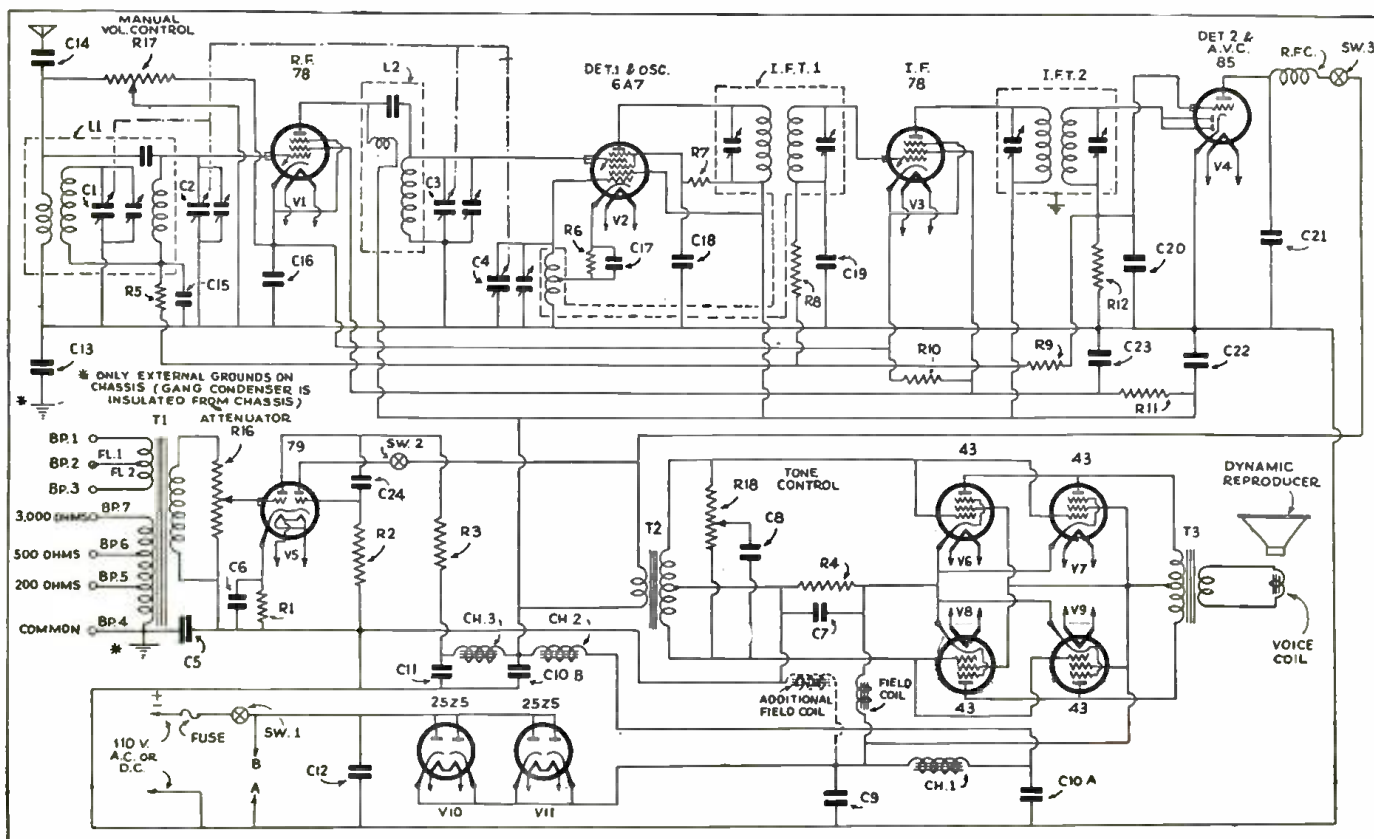 MANUAL
VOL. CONTROL
R17
C14
L1
C1
C2
R5
C15
C13
R.F.
78
V1
C16
L2
C3
C4
DET.1 & OSC.
6A7
V2
R6
C17
R7
C18
I.F.T.1
R8
C19
I.F.
78
V3
R10
I.F.T.2
R12
R9
C20
C23
R11
C22
DET 2 &
A.V.C.
85
V4
R.F.C.
SW.3
C21
* ONLY EXTERNAL GROUNDS ON
CHASSIS (GANG CONDENSER IS
INSULATED FROM CHASSIS)
*
ATTENUATOR
R16
T1
BP.1
FL.1
BP.2
FL 2
BP.3
BP.7
3,000 OHMS
BP.6
500 OHMS
BP.5
200 OHMS
BP.4
COMMON
*
C5
C6
R1
79
V5
SW.2
C24
R2
R3
CH.3
CH.2
C11
C10 B
T2
R18
TONE
CONTROL
C8
R4
C7
ADDITIONAL
FIELD COIL
FIELD
COIL
43
43
V6
V7
V8
V9
43
43
T3
DYNAMIC
REPRODUCER
VOICE
COIL
+
−
110 V.
A.C. OR
D.C.
FUSE
SW. 1
B
A
C12
25Z5
25Z5
V10
V11
C9
CH.1
C10 A